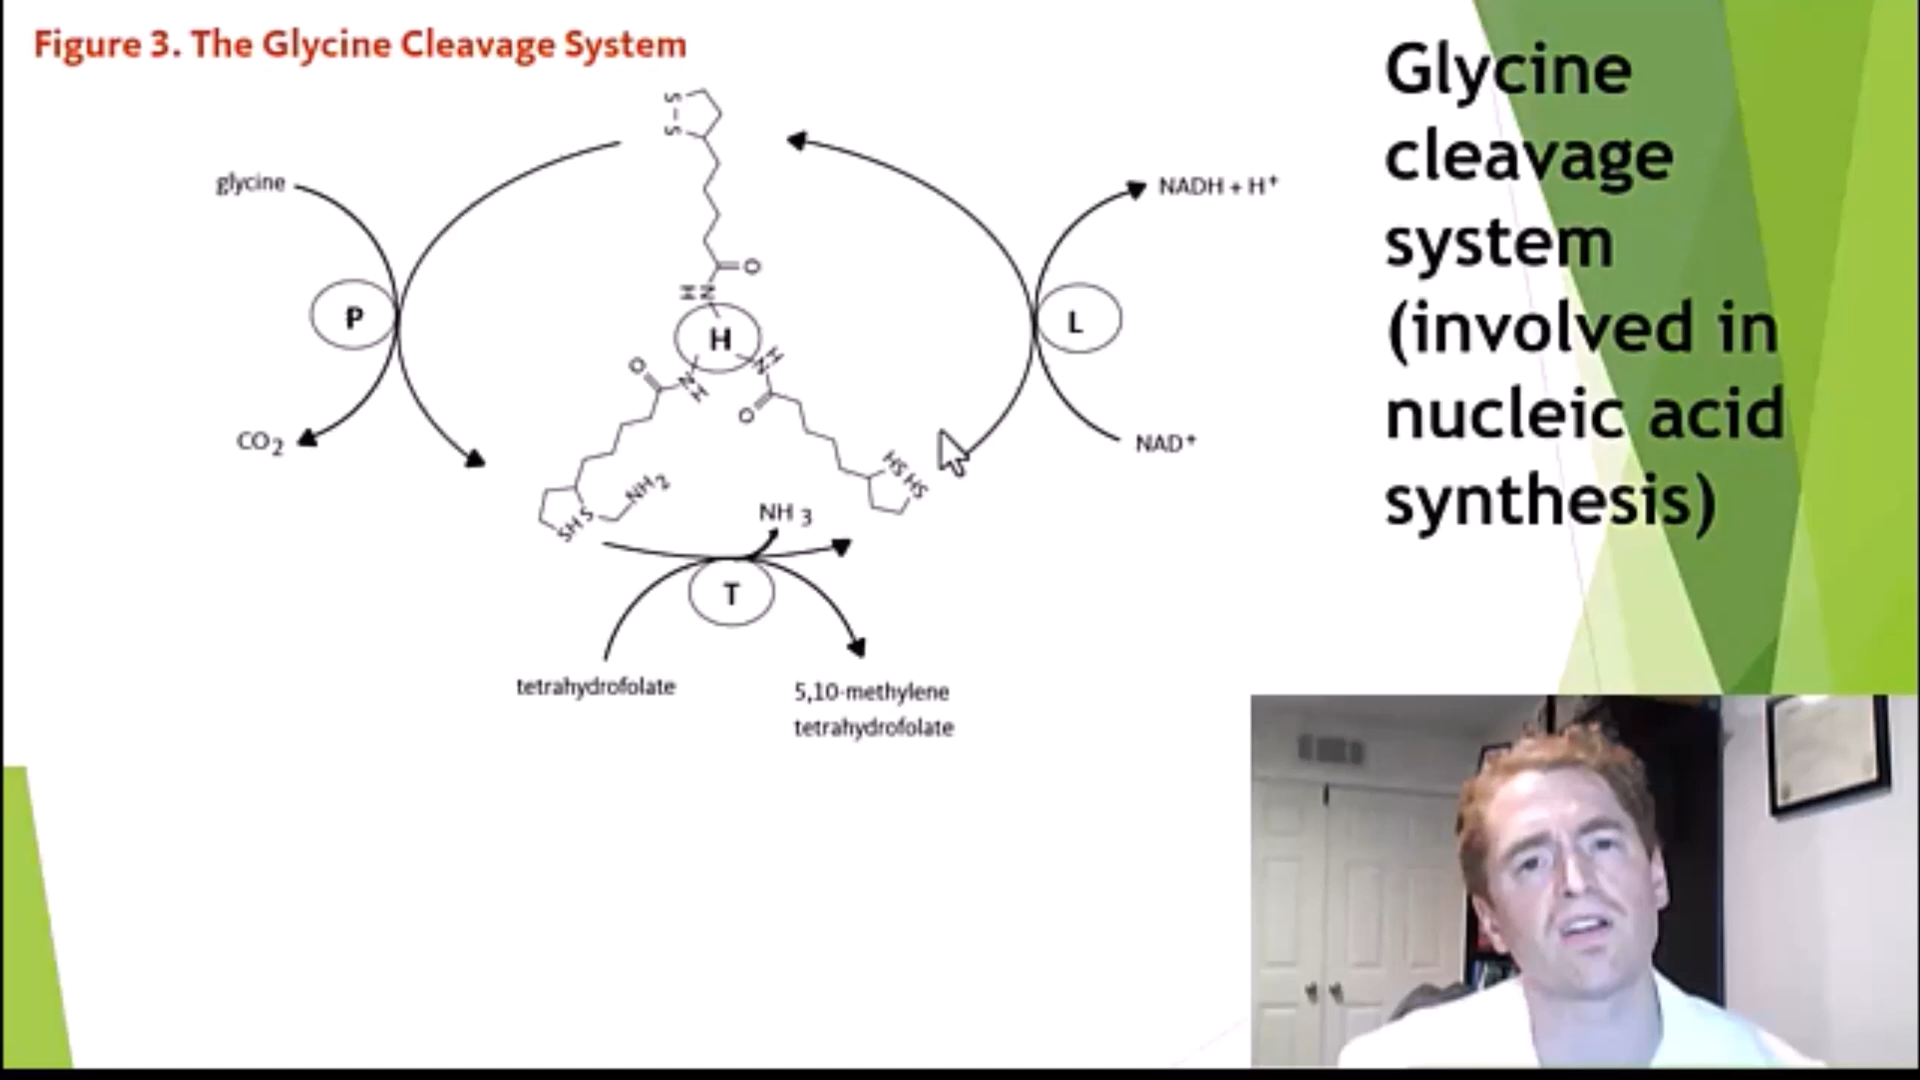 Figure 3. The Glycine Cleavage System
S
S
glycine
NADH + H⁺
O
H
N
P
H
L
O
N
H
H
N
O
CO₂
NAD⁺
HS
HS
NH₂
S
SH
NH ₃
T
tetrahydrofolate
5,10-methylene
tetrahydrofolate
Glycine
cleavage
system
(involved in
nucleic acid
synthesis)